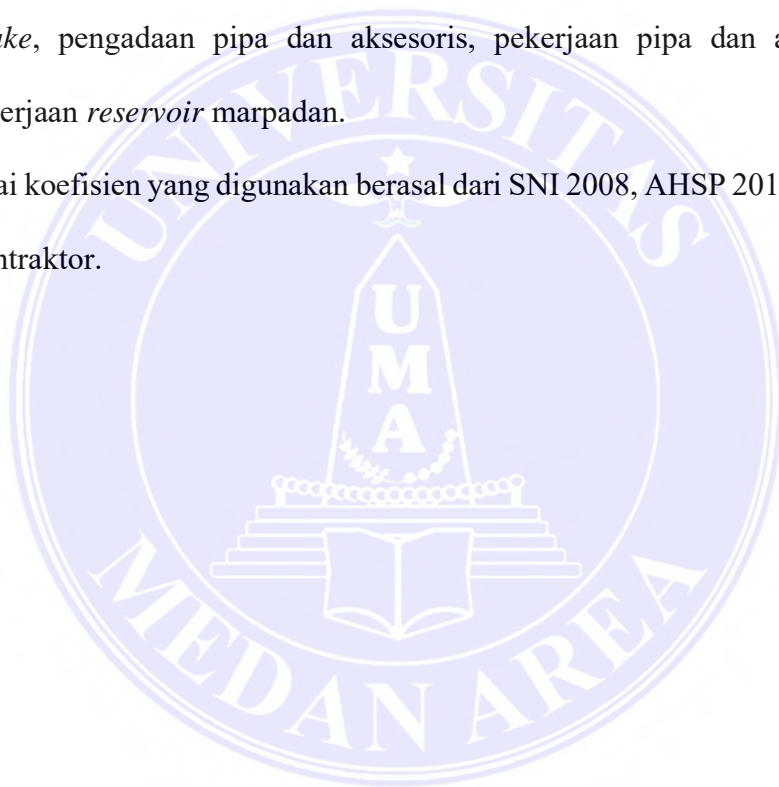 ke, pengadaan pipa dan aksesoris, pekerjaan pipa dan a
erjaan reservoir marpadan.
ai koefisien yang digunakan berasal dari SNI 2008, AHSP 201
ntraktor.
UNIVERSITAS
UMA
MEDAN AREA